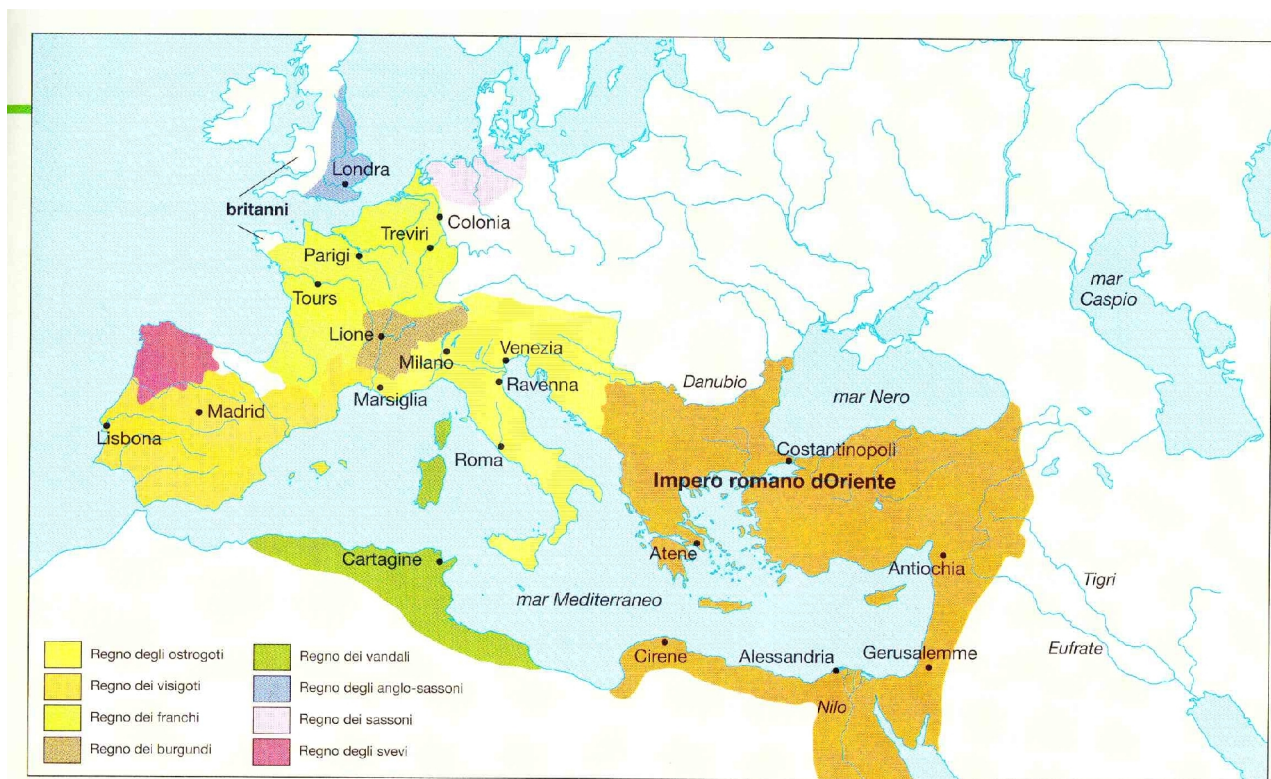 Londra
britanni
Colonia
Treviri
Parigi
Tours
mar
Caspio
Lione
Milano
Venezia
Ravenna
Marsiglia
Danubio
mar Nero
Madrid
Lisbona
Roma
Costantinopoli
Impero romano dOriente
Cartagine
Atene
Antiochia
Tigri
mar Mediterraneo
Eufrate
Cirene
Alessandria
Gerusalemme
Nilo
Regno degli ostrogoti
Regno dei visigoti
Regno dei franchi
Regno dei burgundi
Regno dei vandali
Regno degli anglo-sassoni
Regno dei sassoni
Regno degli svevi